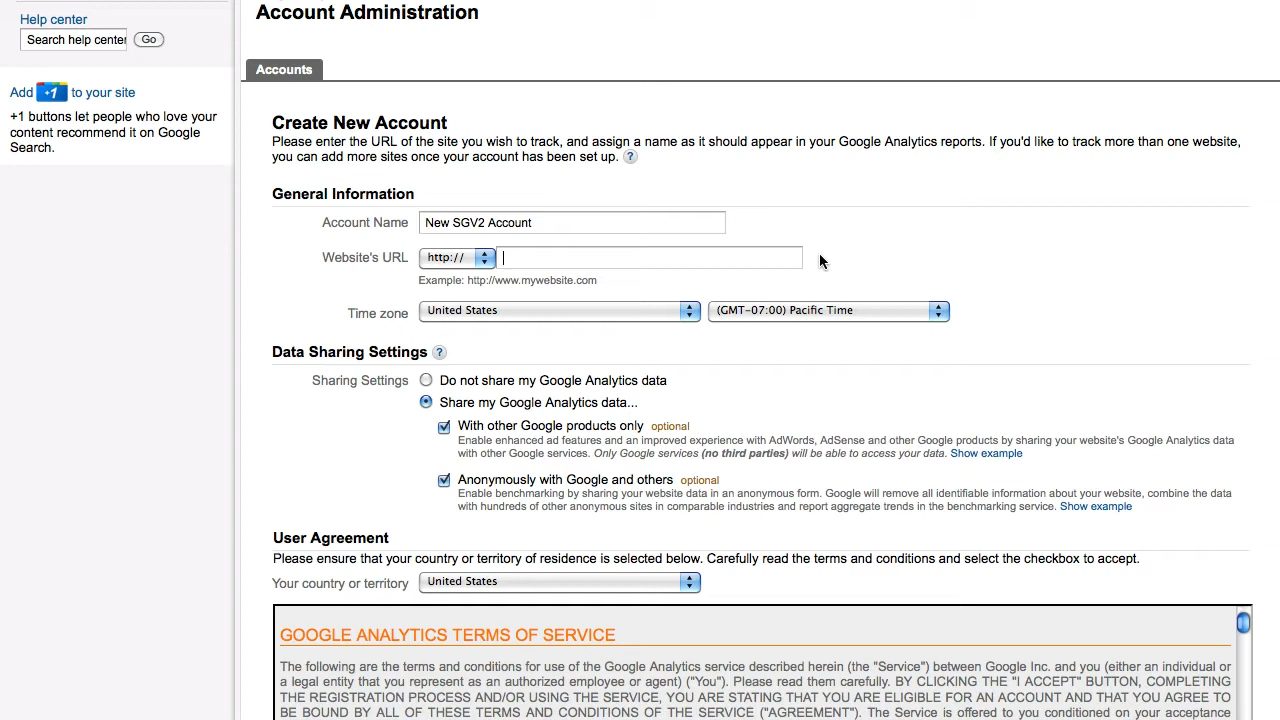 Help center
Search help center Go
Add +1 to your site
+1 buttons let people who love your
content recommend it on Google
Search.
Account Administration
Accounts
Create New Account
Please enter the URL of the site you wish to track, and assign a name as it should appear in your Google Analytics reports. If you'd like to track more than one website,
you can add more sites once your account has been set up. ?
General Information
Account Name New SGV2 Account
Website's URL http://
Example: http://www.mywebsite.com
Time zone United States (GMT-07:00) Pacific Time
Data Sharing Settings ?
Sharing Settings Do not share my Google Analytics data
Share my Google Analytics data...
With other Google products only optional
Enable enhanced ad features and an improved experience with AdWords, AdSense and other Google products by sharing your website's Google Analytics data
with other Google services. Only Google services (no third parties) will be able to access your data. Show example
Anonymously with Google and others optional
Enable benchmarking by sharing your website data in an anonymous form. Google will remove all identifiable information about your website, combine the data
with hundreds of other anonymous sites in comparable industries and report aggregate trends in the benchmarking service. Show example
User Agreement
Please ensure that your country or territory of residence is selected below. Carefully read the terms and conditions and select the checkbox to accept.
Your country or territory United States
GOOGLE ANALYTICS TERMS OF SERVICE
The following are the terms and conditions for use of the Google Analytics service described herein (the "Service") between Google Inc. and you (either an individual or
a legal entity that you represent as an authorized employee or agent) ("You"). Please read them carefully. BY CLICKING THE "I ACCEPT" BUTTON, COMPLETING
THE REGISTRATION PROCESS AND/OR USING THE SERVICE, YOU ARE STATING THAT YOU ARE ELIGIBLE FOR AN ACCOUNT AND THAT YOU AGREE TO
BE BOUND BY ALL OF THESE TERMS AND CONDITIONS OF THE SERVICE ("AGREEMENT"). The Service is offered to you conditioned on your acceptance